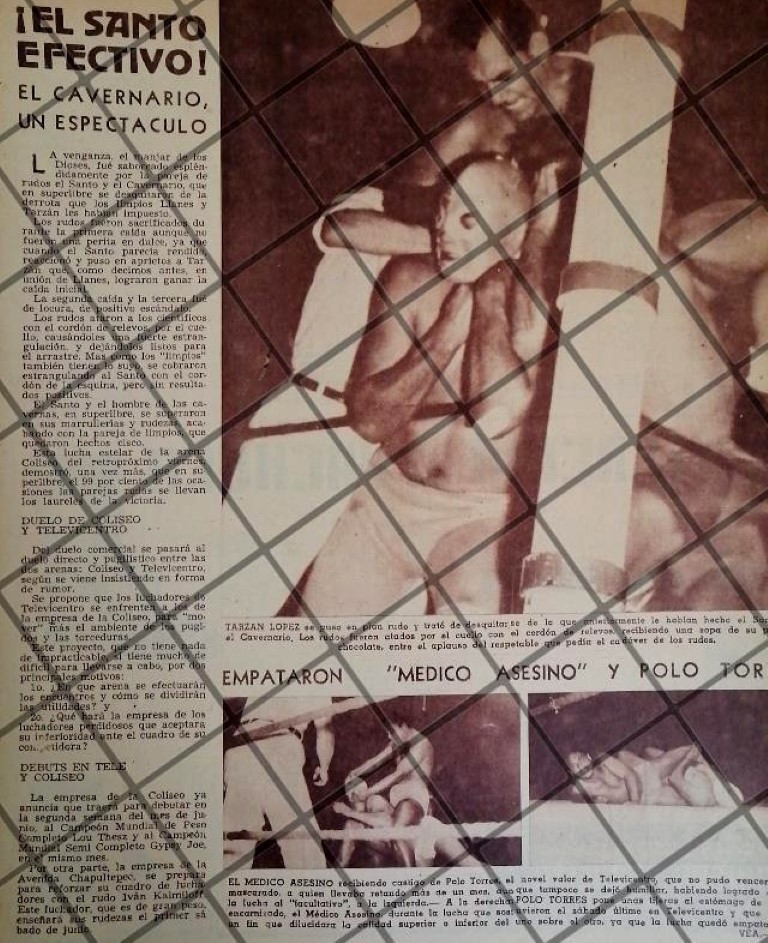 ¡EL SANTO
EFECTIVO!
EL CAVERNARIO,
UN ESPECTACULO
LA venganza, el manjar de los
Dioses, fué saboreado esplén-
didamente por la pareja de
rudos el Santo y el Cavernario, que
en superlibre se desquitaron de la
derrota que los limpios Llanes y
Tarzán les habían impuesto.
Los rudos fueron sacrificados du-
rante la primera caída aunque no
fueron una perita en dulce, ya que
cuando el Santo parecía rendido
reaccionó y puso en aprietos a Tar
zán que, como decimos antes, en
unión de Llanes, lograron ganar la
caída inicial.
La segunda caída y la tercera fué
de locura, de positivo escándalo.
Los rudos ataron a los científicos
con el cordón de relevos, por el cue-
llo, causándoles una fuerte estran-
gulación y dejándolos listos para
el arrastre. Mas como los "limpios"
también tienen lo suyo, se cobraron
estrangulando al Santo con el cor-
dón de la esquina, pero sin resulta-
dos positivos.
El Santo y el hombre de las ca-
vernas, en superlibre, se superaron
en sus marrullerías y rudezas, aca-
bando con la pareja de limpios, que
quedaron hechos cisco.
Esta lucha estelar de la arena
Coliseo del retropróximo viernes,
demostró, una vez más, que en su-
perlibre, el 99 por ciento de las oca-
siones las parejas rudas se llevan
los laureles de la victoria.
DUELO DE COLISEO
Y TELEVICENTRO
Del duelo comercial se pasará al
duelo directo y pugilístico entre las
dos arenas: Coliseo y Televicentro,
según se viene insistiendo en forma
de rumor.
Se propone que los luchadores de
Televicentro se enfrenten a los de
la empresa de la Coliseo, para "mo-
ver" más el ambiente de los pugi-
dos y las torceduras.
Este proyecto, que no tiene nada
de impracticable, sí tiene mucho de
difícil para llevarse a cabo, por dos
principales motivos:
1o. ¿En qué arena se efectuarán
los encuentros y cómo se dividirán
las utilidades? y
2o. ¿Qué hará la empresa de los
luchadores perdidosos que aceptara
su inferioridad ante el cuadro de su
competidora?
DEBUTS EN TELE
Y COLISEO
La empresa de la Coliseo ya
anuncia que traerá para debutar en
la segunda semana del mes de ju-
nio, al Campeón Mundial de Peso
Completo Lou Thesz y al Campeón
Mundial Semi Completo Gypsy Joe,
en el mismo mes.
Por otra parte, la empresa de la
Avenida Chapultepec, se prepara
para reforzar su cuadro de lucha
dores con el rudo Iván Kalmikoff.
Este luchador, que es de gran peso,
enseñará sus rudezas el primer sá
bado de junio.
TARZAN LOPEZ se puso en plan rudo y trató de desquitarse de lo que anteriormente le habían hecho el
el Cavernario. Los rudos fueron atados por el cuello con el cordón de relevos, recibiendo una sopa de su
chocolate, entre el aplauso del respetable que pedía el cadáver de los rudos.
EMPATARON "MEDICO ASESINO" Y POLO TOR
EL MEDICO ASESINO recibiendo castigo de Polo Torres, el novel valor de Televicentro, que no pudo vencer
mascarado, a quien llevaba retando más de un mes, aunque tampoco se dejó humillar, habiendo logrado
la lucha al "facultativo", a la izquierda.— A la derecha POLO TORRES pone unas tijeras al estómago de
encarnizado, el Médico Asesino, durante la lucha que sostuvieron el sábado último en Televicentro y que
un fin que dilucidara la calidad superior o inferior del uno sobre el otro, ya que la lucha quedó empata
VEA.—